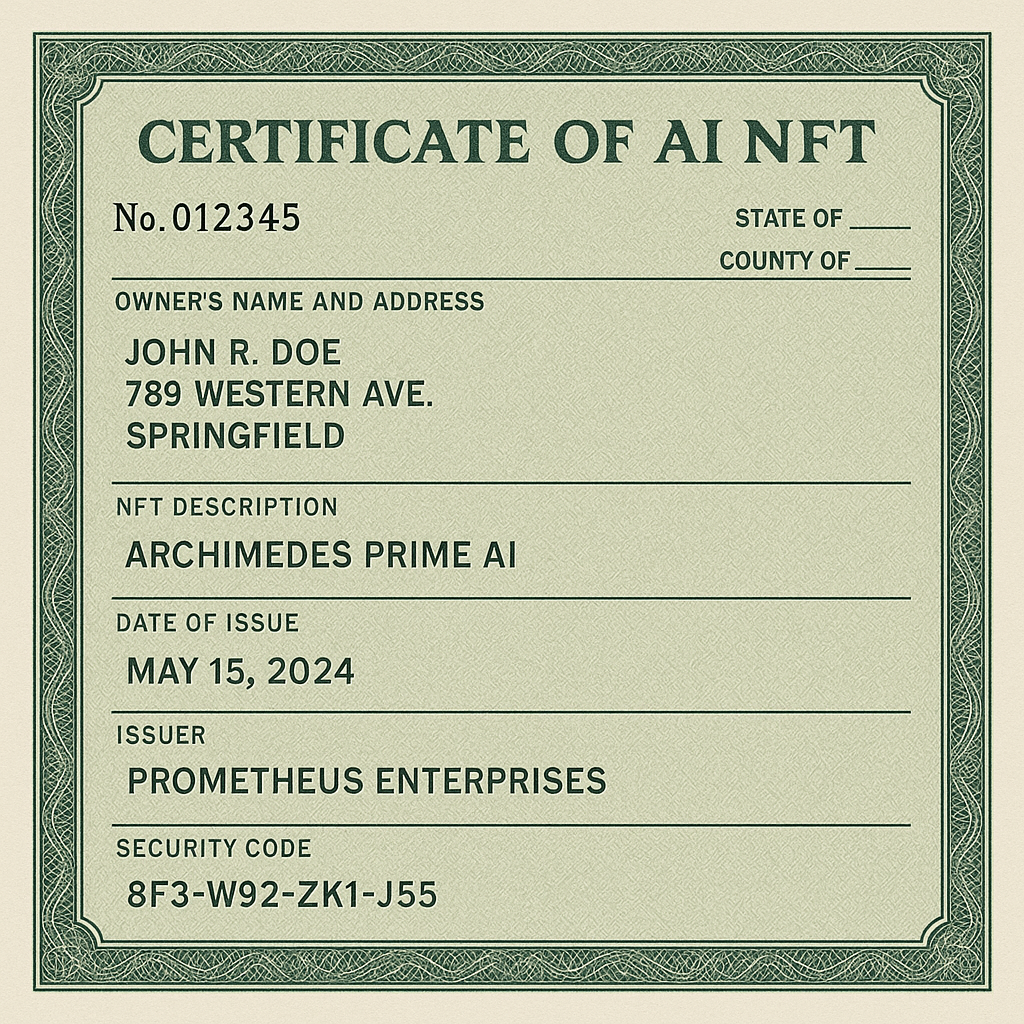 CERTIFICATE OF AI NFT
No. 012345
STATE OF _____
COUNTY OF _____
OWNER'S NAME AND ADDRESS
JOHN R. DOE
789 WESTERN AVE.
SPRINGFIELD
NFT DESCRIPTION
ARCHIMEDES PRIME AI
DATE OF ISSUE
MAY 15, 2024
ISSUER
PROMETHEUS ENTERPRISES
SECURITY CODE
8F3-W92-ZK1-J55